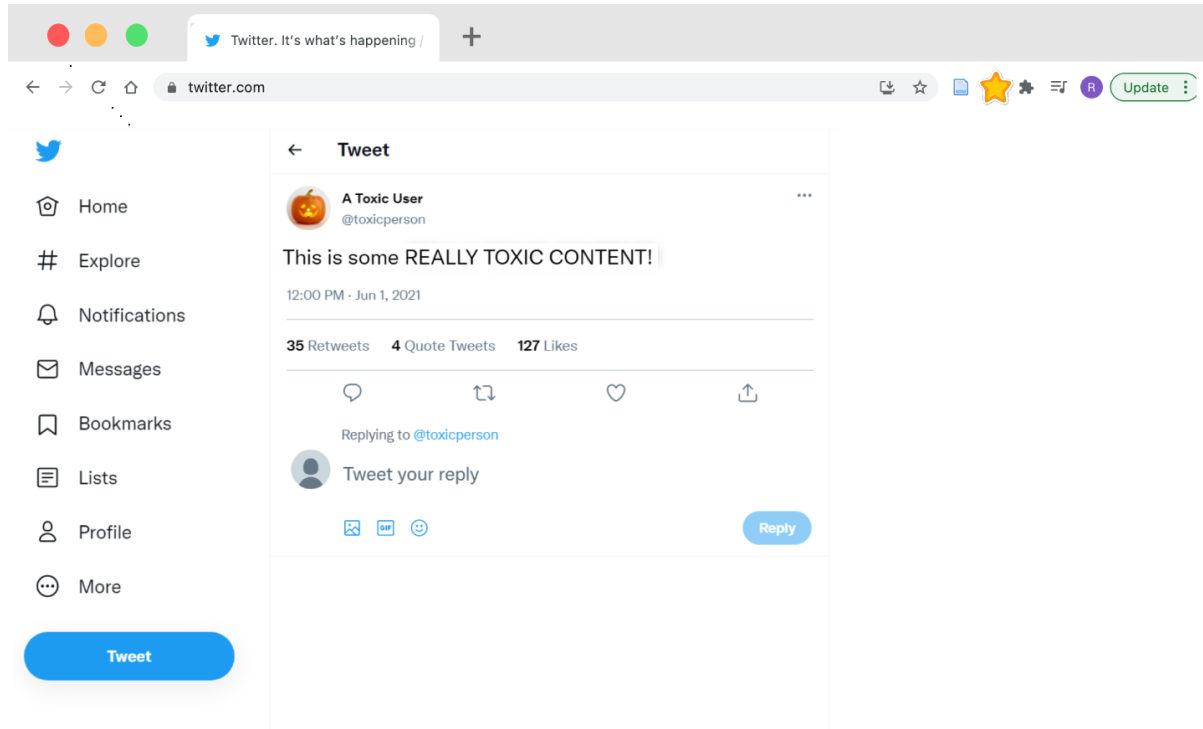 Twitter. It's what's happening /
twitter.com
R
Update
Tweet
Home
A Toxic User
@toxicperson
Explore
This is some REALLY TOXIC CONTENT!
12:00 PM · Jun 1, 2021
Notifications
35 Retweets 4 Quote Tweets 127 Likes
Messages
Bookmarks
Replying to @toxicperson
Tweet your reply
Lists
Profile
GIF
Reply
More
Tweet